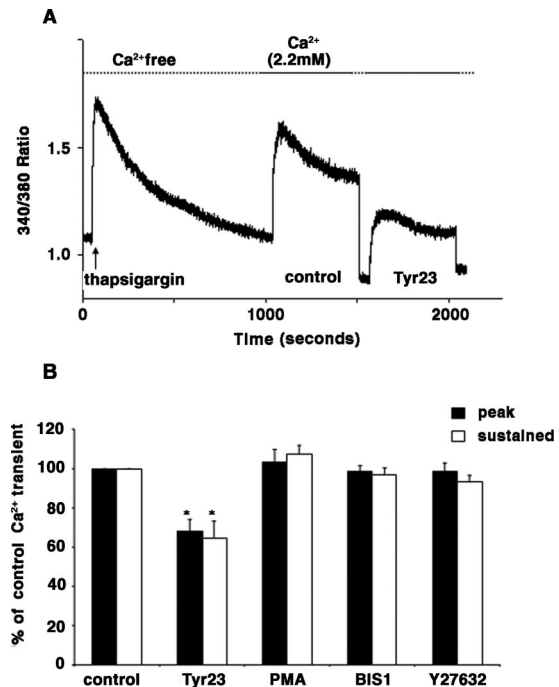 A
Ca²⁺free
Ca²⁺
(2.2mM)
340/380 Ratio
1.5
1.0
thapsigargin
control
Tyr23
0
1000
2000
Time (seconds)
B
peak
sustained
% of control Ca²⁺ transient
120
100
80
60
40
20
0
* *
control
Tyr23
PMA
BIS1
Y27632